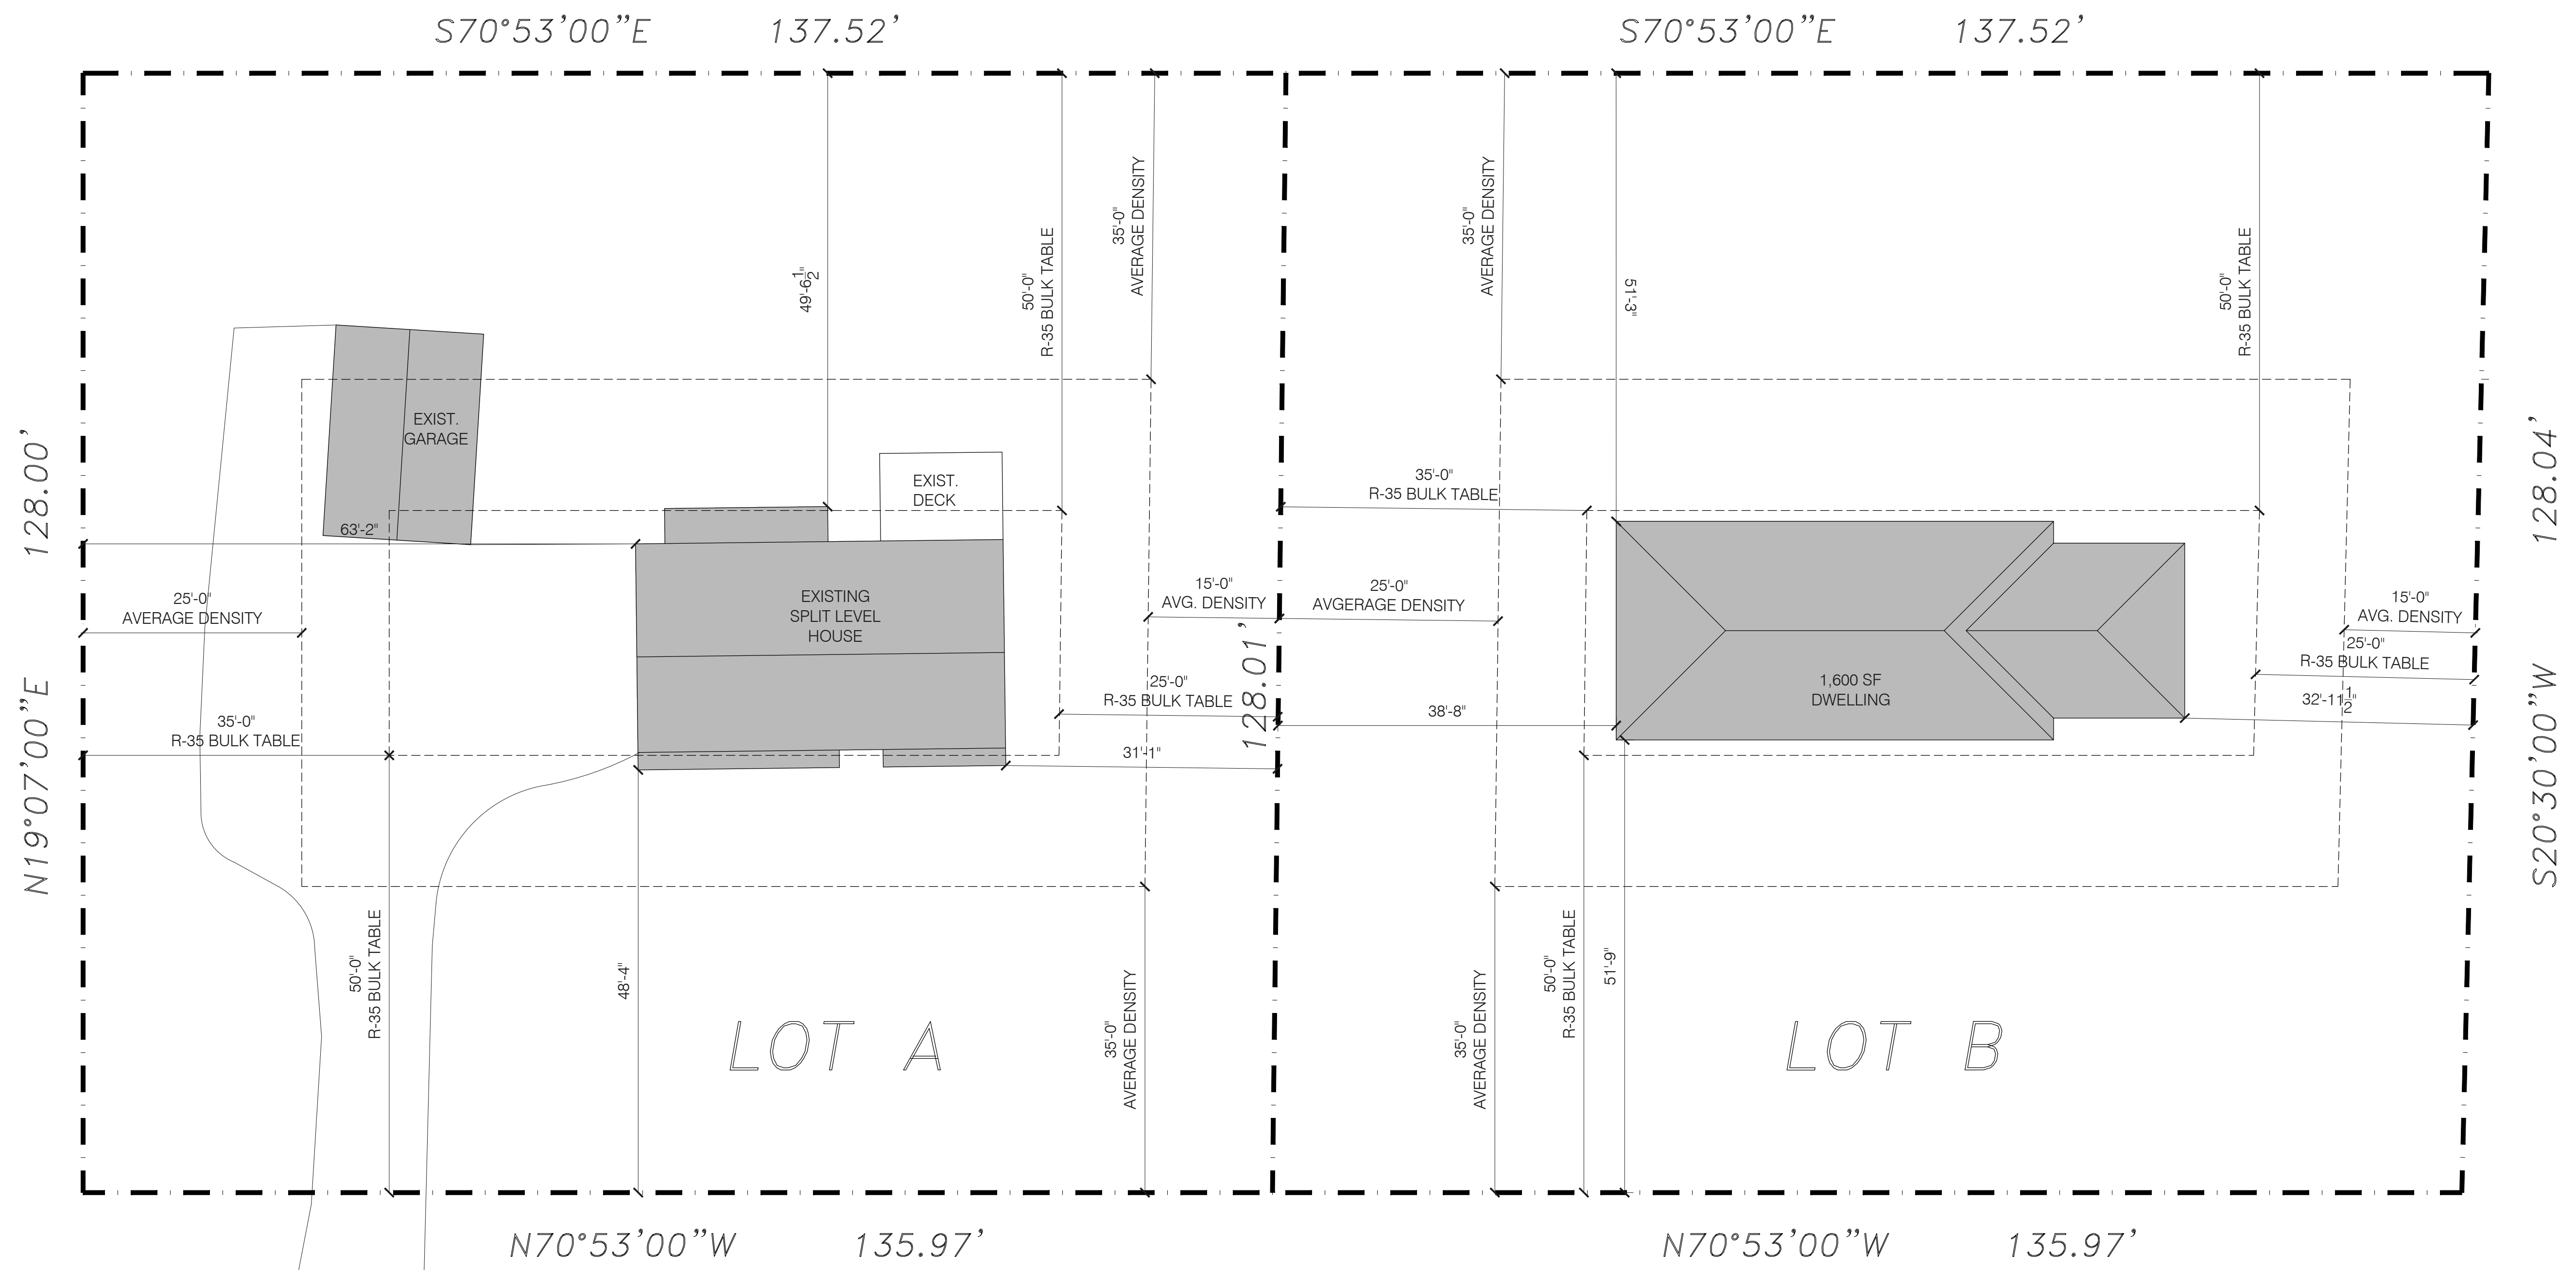 S70°53’00”E 137.52’
S70°53’00”E 137.52’
35'-0"
AVERAGE DENSITY
35'-0"
AVERAGE DENSITY
50'-0"
R-35 BULK TABLE
50'-0"
R-35 BULK TABLE
49'-6 1/2"
51'-3"
EXIST.
GARAGE
EXIST.
DECK
63'-2"
35'-0"
R-35 BULK TABLE
128.00’
N19°07’00”E
128.04’
S20°30’00”W
25'-0"
AVERAGE DENSITY
EXISTING
SPLIT LEVEL
HOUSE
15'-0"
AVG. DENSITY
25'-0"
AVGERAGE DENSITY
15'-0"
AVG. DENSITY
25'-0"
R-35 BULK TABLE
25'-0"
R-35 BULK TABLE
128.01’
1,600 SF
DWELLING
32'-11 1/2"
35'-0"
R-35 BULK TABLE
38'-8"
31'-1"
50'-0"
R-35 BULK TABLE
48'-4"
35'-0"
AVERAGE DENSITY
35'-0"
AVERAGE DENSITY
50'-0"
R-35 BULK TABLE
51'-9"
LOT A
LOT B
N70°53’00”W 135.97’
N70°53’00”W 135.97’